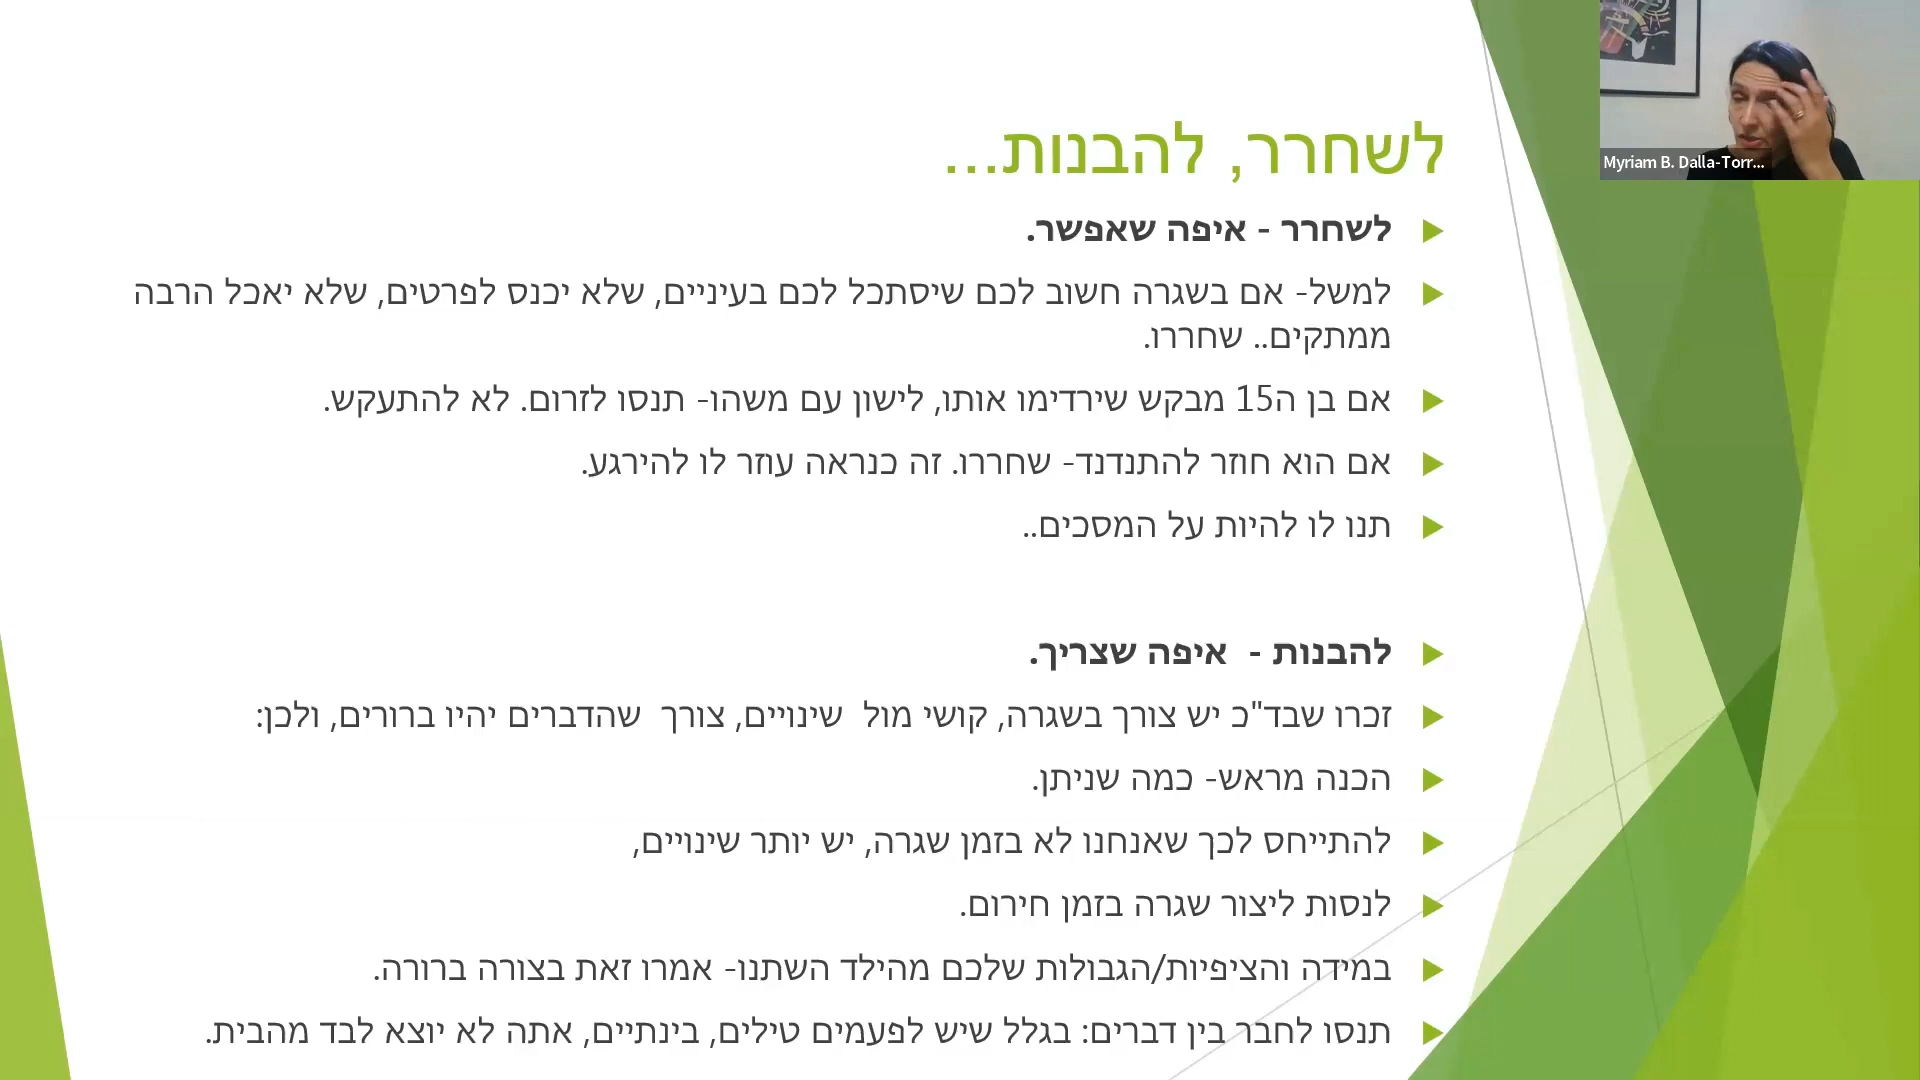 לשחרר, להבנות...
לשחרר - איפה שאפשר.
למשל- אם בשגרה חשוב לכם שיסתכל לכם בעיניים, שלא יכנס לפרטים, שלא יאכל הרבה
ממתקים.. שחררו.
אם בן ה15 מבקש שירדימו אותו, לישון עם משהו- תנסו לזרום. לא להתעקש.
אם הוא חוזר להתנדנד- שחררו. זה כנראה עוזר לו להירגע.
תנו לו להיות על המסכים..
להבנות - איפה שצריך.
זכרו שבד"כ יש צורך בשגרה, קושי מול שינויים, צורך שהדברים יהיו ברורים, ולכן:
הכנה מראש- כמה שניתן.
להתייחס לכך שאנחנו לא בזמן שגרה, יש יותר שינויים,
לנסות ליצור שגרה בזמן חירום.
במידה והציפיות/הגבולות שלכם מהילד השתנו- אמרו זאת בצורה ברורה.
תנסו לחבר בין דברים: בגלל שיש לפעמים טילים, בינתיים, אתה לא יוצא לבד מהבית.
Myriam B. Dalla-Torr...